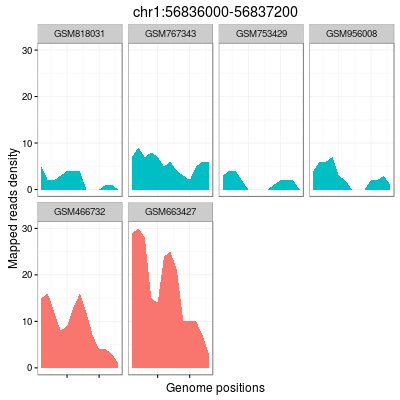 chr1:56836000-56837200
GSM818031 GSM767343 GSM753429 GSM956008
30
20
10
0
GSM466732 GSM663427
30
20
10
0
Mapped reads density
Genome positions